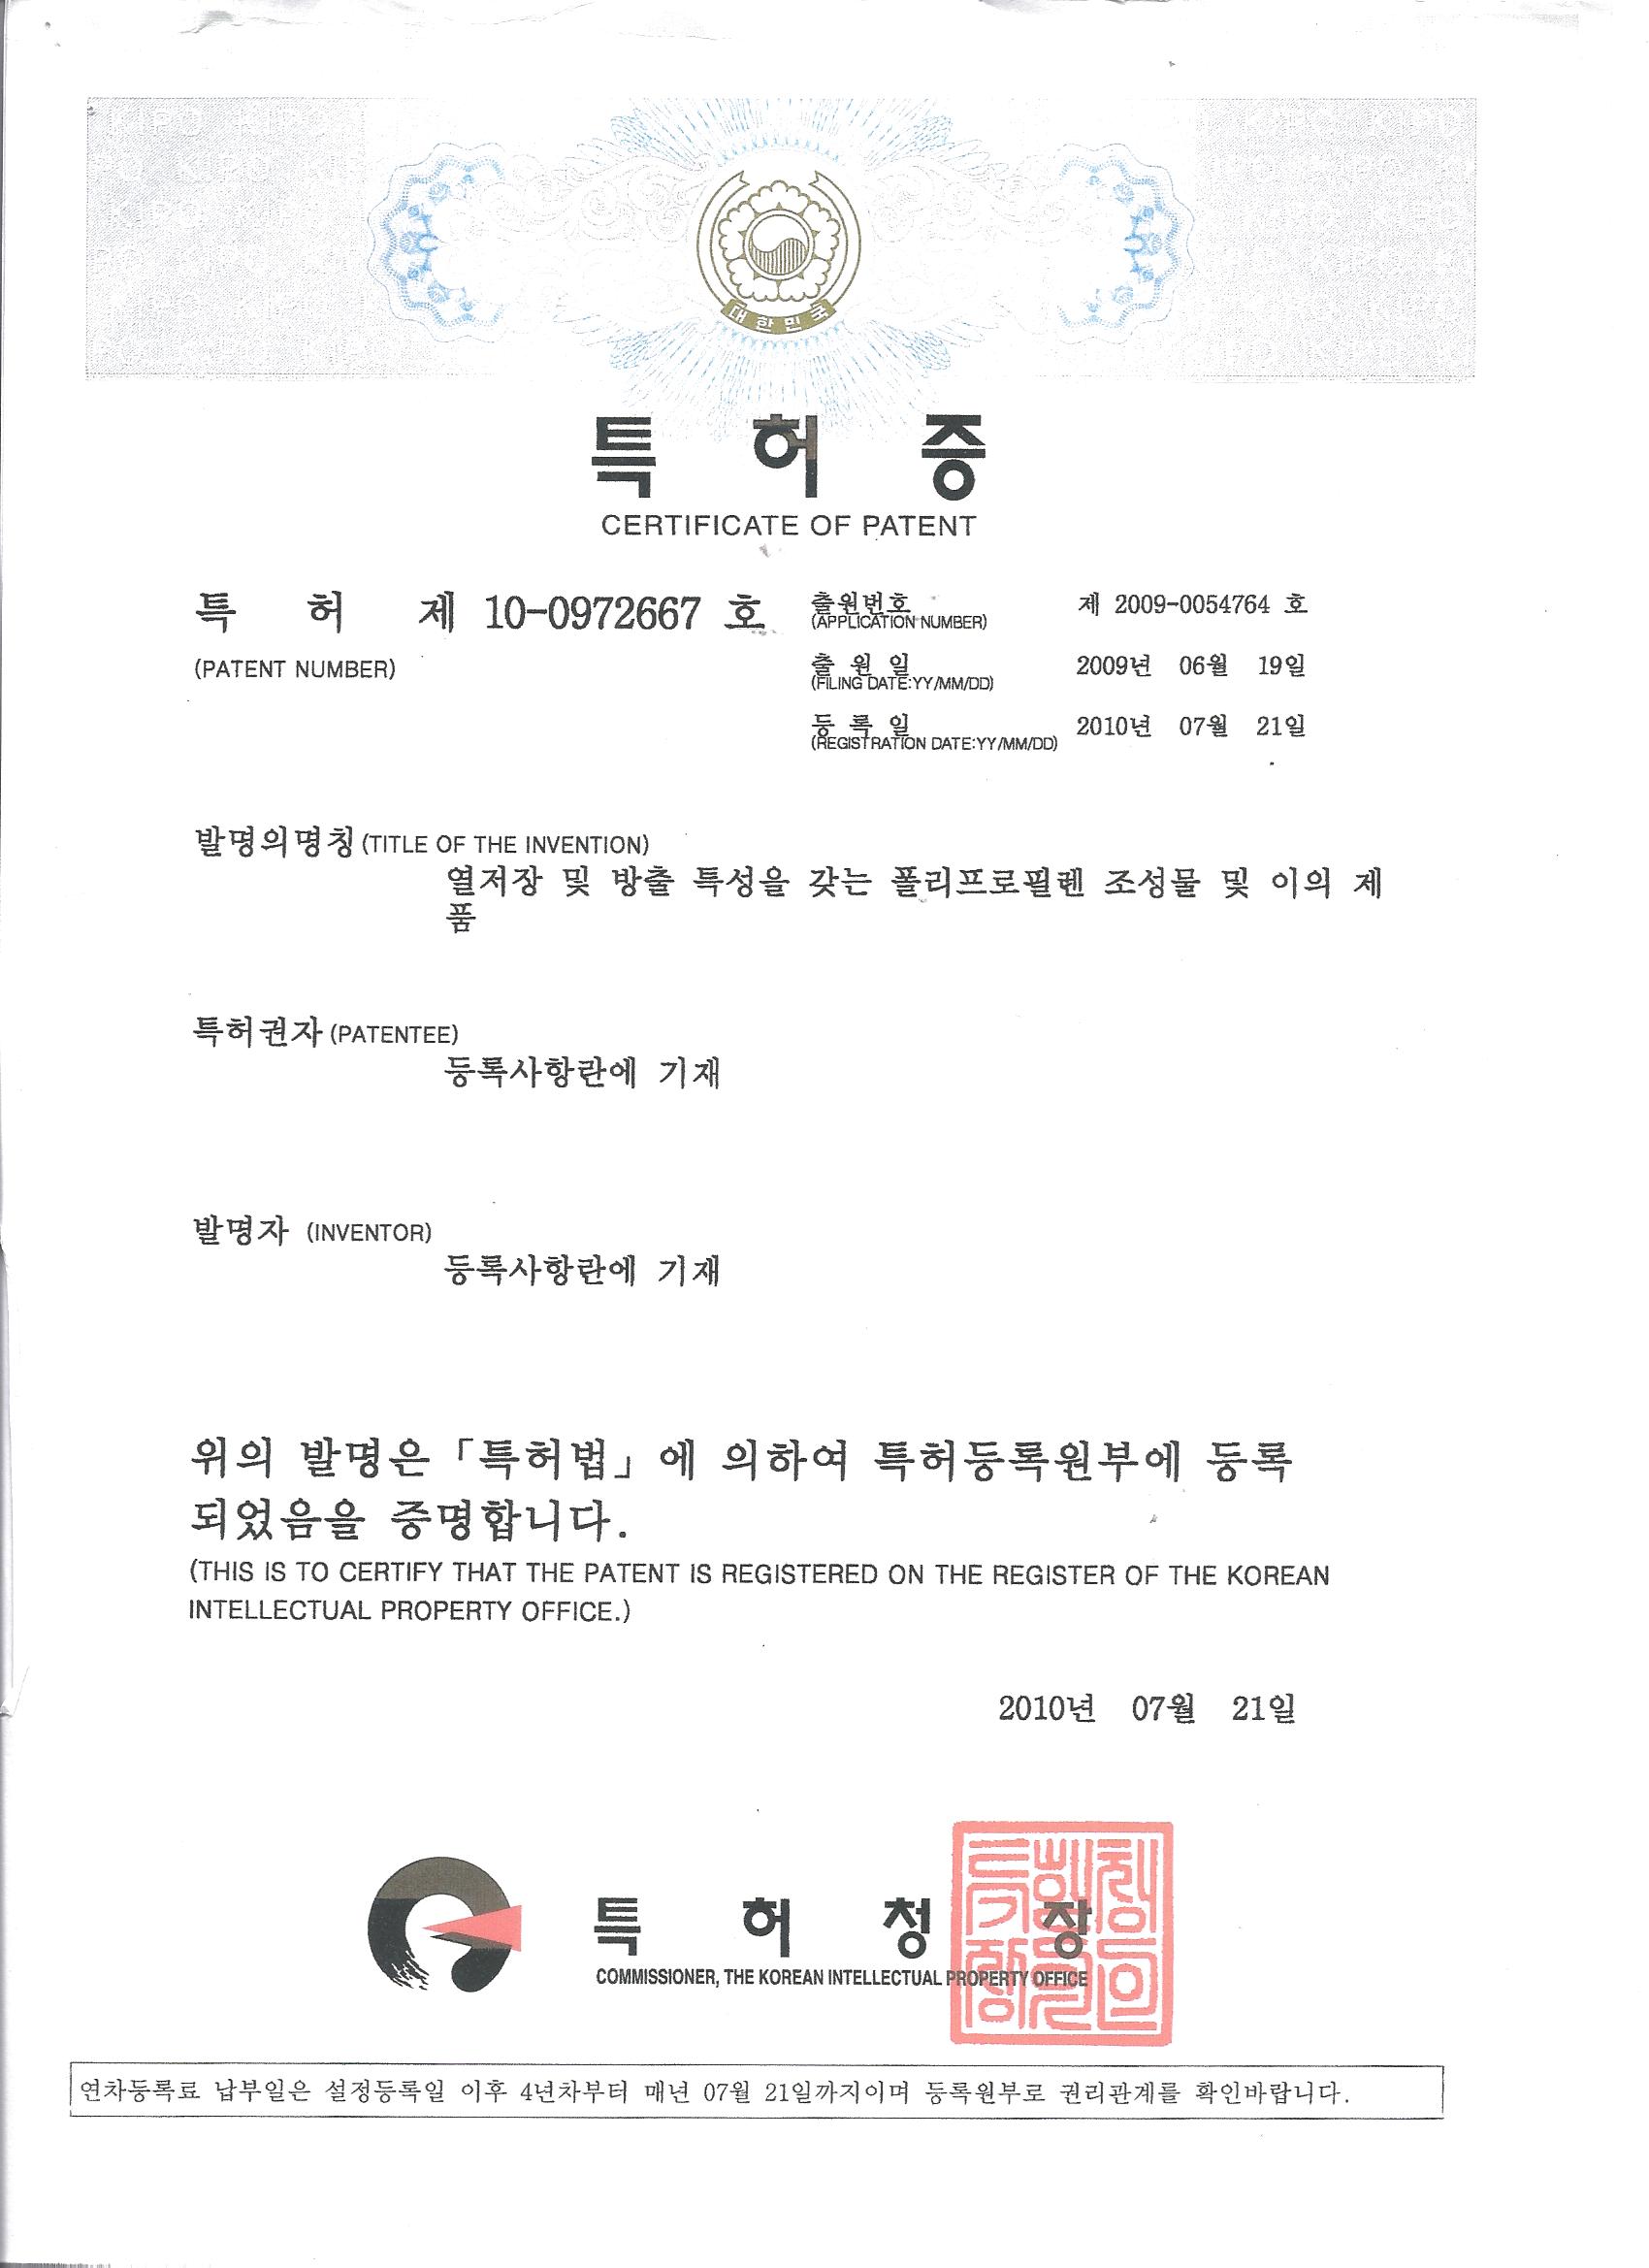 대한민국
특허증
CERTIFICATE OF PATENT
특 허 제 10-0972667 호
(PATENT NUMBER)
출원번호 제 2009-0054764 호
(APPLICATION NUMBER)
출 원 일 2009년 06월 19일
(FILING DATE:YY/MM/DD)
등 록 일 2010년 07월 21일
(REGISTRATION DATE:YY/MM/DD)
발명의명칭 (TITLE OF THE INVENTION)
열저장 및 방출 특성을 갖는 폴리프로필렌 조성물 및 이의 제
품
특허권자 (PATENTEE)
등록사항란에 기재
발명자 (INVENTOR)
등록사항란에 기재
위의 발명은「특허법」에 의하여 특허등록원부에 등록
되었음을 증명합니다.
(THIS IS TO CERTIFY THAT THE PATENT IS REGISTERED ON THE REGISTER OF THE KOREAN
INTELLECTUAL PROPERTY OFFICE.)
2010년 07월 21일
특 허 청 장
COMMISSIONER, THE KOREAN INTELLECTUAL PROPERTY OFFICE
연차등록료 납부일은 설정등록일 이후 4년차부터 매년 07월 21일까지이며 등록원부로 권리관계를 확인바랍니다.